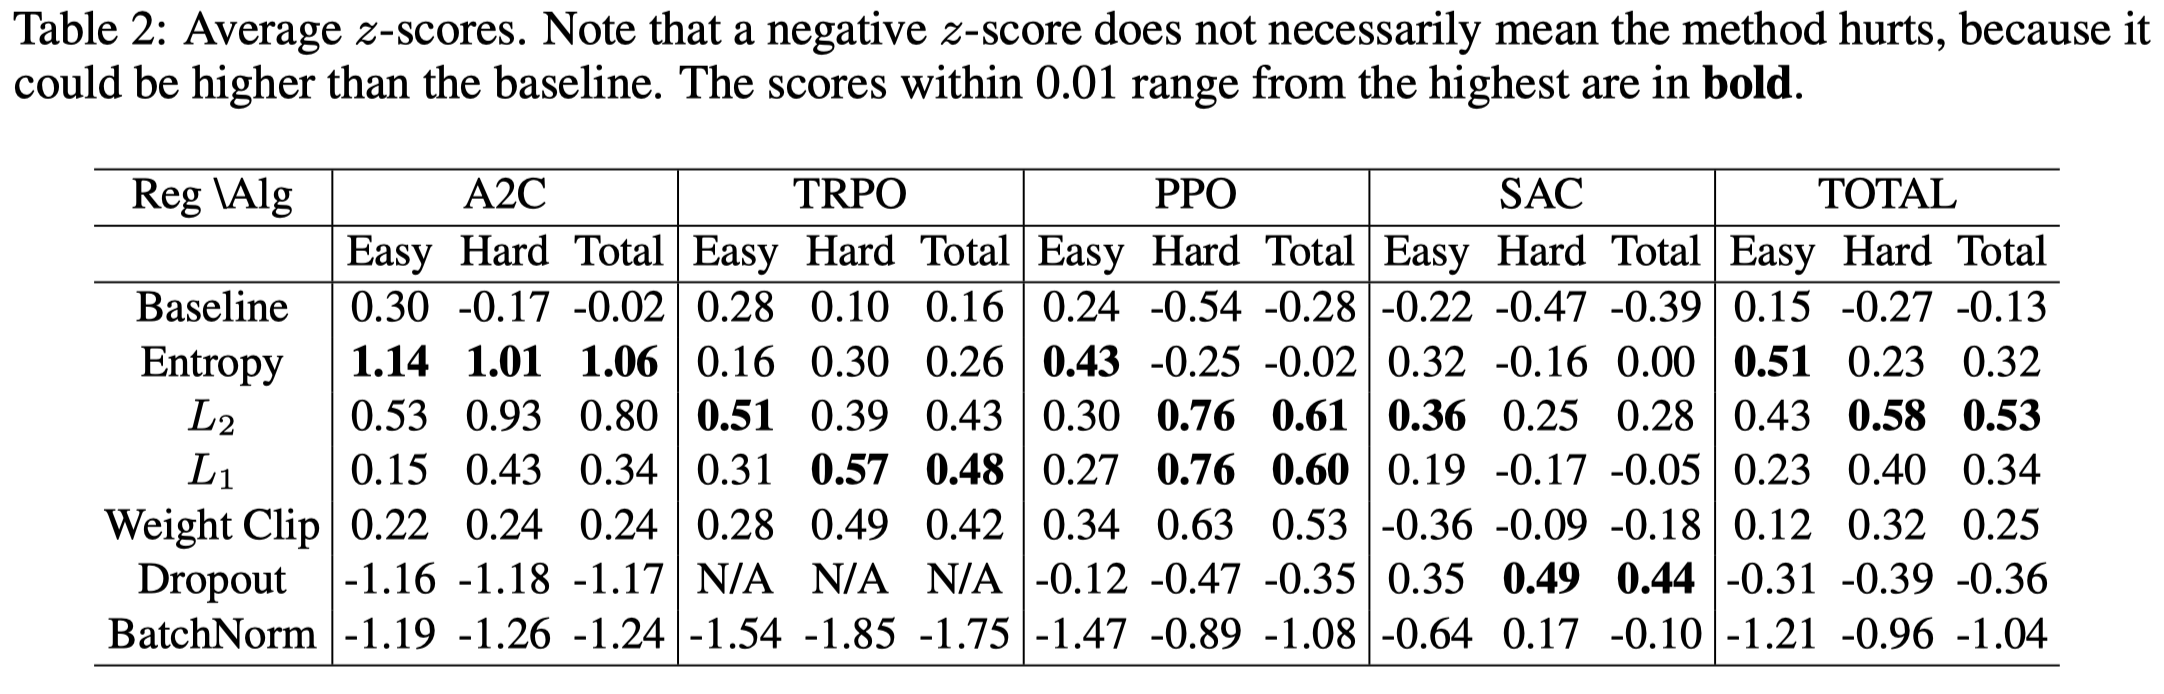 Table 2: Average z-scores. Note that a negative z-score does not necessarily mean the method hurts, because it
could be higher than the baseline. The scores within 0.01 range from the highest are in bold.
Reg \Alg A2C TRPO PPO SAC TOTAL
Easy Hard Total Easy Hard Total Easy Hard Total Easy Hard Total Easy Hard Total
Baseline 0.30 -0.17 -0.02 0.28 0.10 0.16 0.24 -0.54 -0.28 -0.22 -0.47 -0.39 0.15 -0.27 -0.13
Entropy 1.14 1.01 1.06 0.16 0.30 0.26 0.43 -0.25 -0.02 0.32 -0.16 0.00 0.51 0.23 0.32
L₂ 0.53 0.93 0.80 0.51 0.39 0.43 0.30 0.76 0.61 0.36 0.25 0.28 0.43 0.58 0.53
L₁ 0.15 0.43 0.34 0.31 0.57 0.48 0.27 0.76 0.60 0.19 -0.17 -0.05 0.23 0.40 0.34
Weight Clip 0.22 0.24 0.24 0.28 0.49 0.42 0.34 0.63 0.53 -0.36 -0.09 -0.18 0.12 0.32 0.25
Dropout -1.16 -1.18 -1.17 N/A N/A N/A -0.12 -0.47 -0.35 0.35 0.49 0.44 -0.31 -0.39 -0.36
BatchNorm -1.19 -1.26 -1.24 -1.54 -1.85 -1.75 -1.47 -0.89 -1.08 -0.64 0.17 -0.10 -1.21 -0.96 -1.04